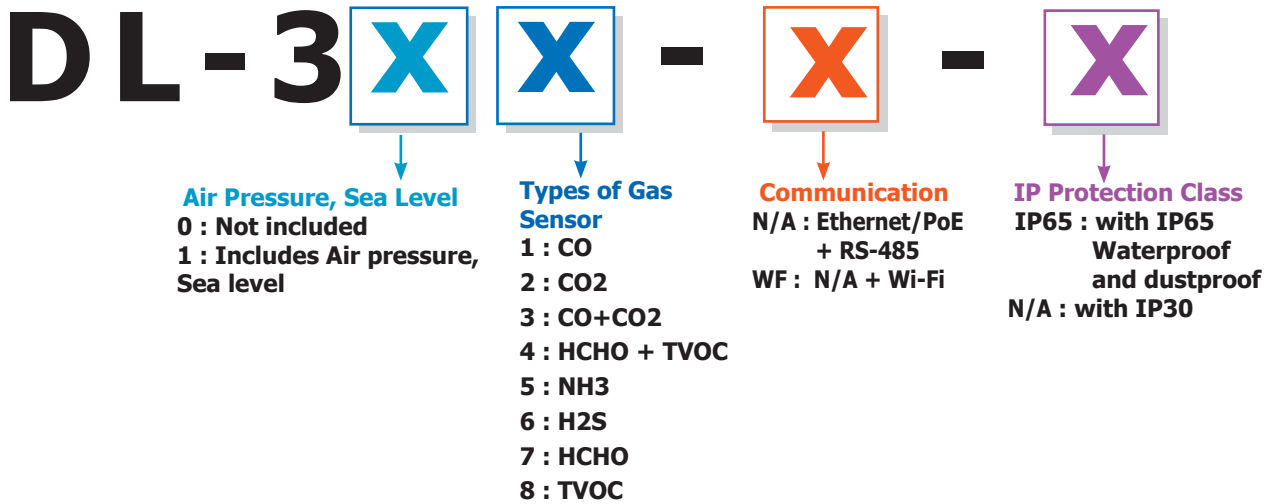 DL-3XX-X-X
Air Pressure, Sea Level
0 : Not included
1 : Includes Air pressure,
Sea level
Types of Gas
Sensor
1 : CO
2 : CO2
3 : CO+CO2
4 : HCHO + TVOC
5 : NH3
6 : H2S
7 : HCHO
8 : TVOC
Communication
N/A : Ethernet/PoE
+ RS-485
WF : N/A + Wi-Fi
IP Protection Class
IP65 : with IP65
Waterproof
and dustproof
N/A : with IP30